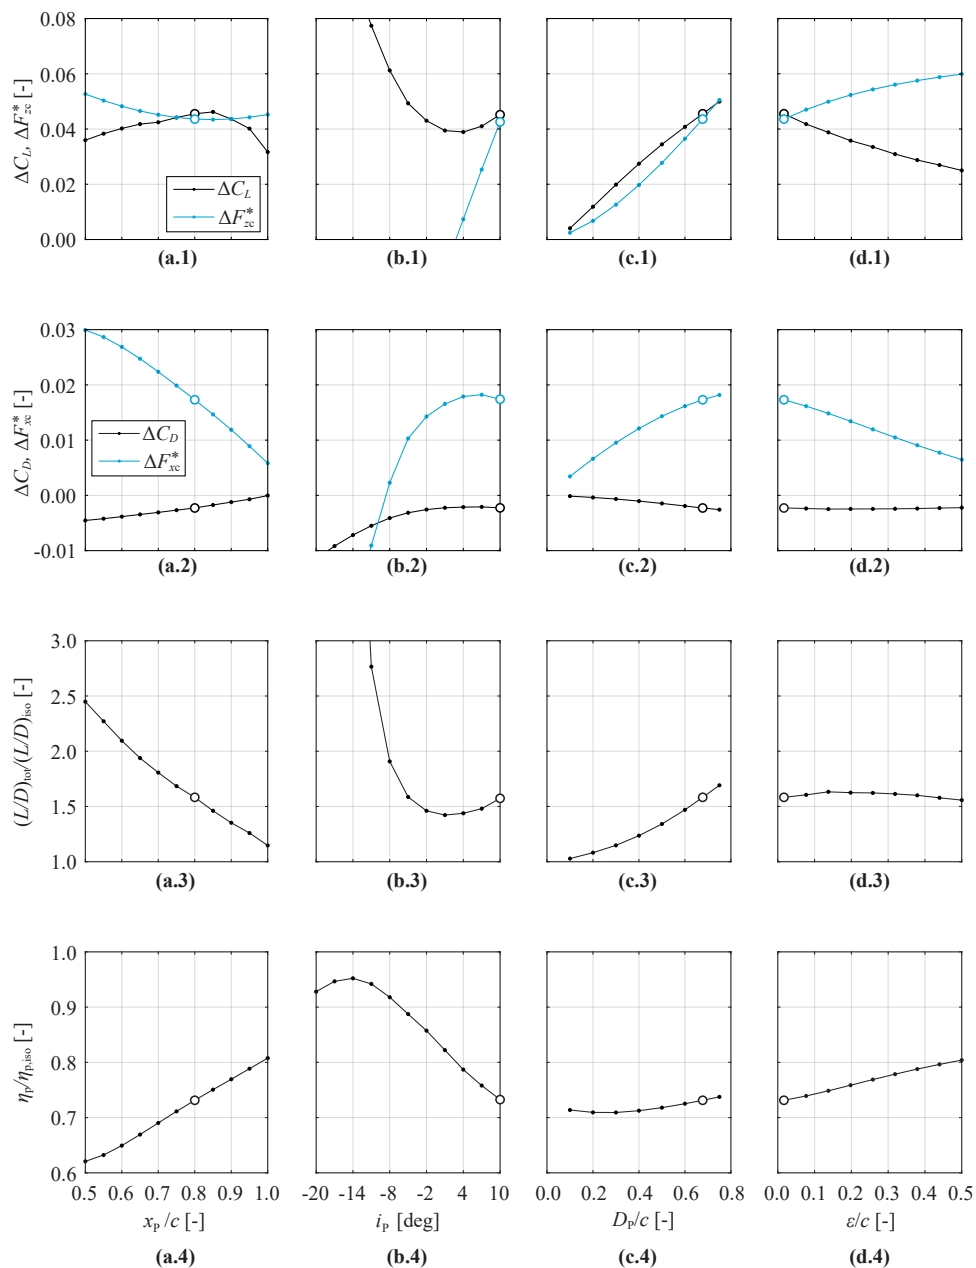 0.08
0.06
0.04
0.02
0.00
ΔC_L, ΔF*_zc [-]
ΔC_L
ΔF*_zc
(a.1) (b.1) (c.1) (d.1)
0.03
0.02
0.01
0.00
-0.01
ΔC_D, ΔF*_xc [-]
ΔC_D
ΔF*_xc
(a.2) (b.2) (c.2) (d.2)
3.0
2.5
2.0
1.5
1.0
(L/D)_tot/(L/D)_iso [-]
(a.3) (b.3) (c.3) (d.3)
1.0
0.9
0.8
0.7
0.6
η_p/η_p,iso [-]
0.5 0.6 0.7 0.8 0.9 1.0 -20 -14 -8 -2 4 10 0.0 0.2 0.4 0.6 0.8 0.0 0.1 0.2 0.3 0.4 0.5
x_P/c [-] i_P [deg] D_P/c [-] ε/c [-]
(a.4) (b.4) (c.4) (d.4)